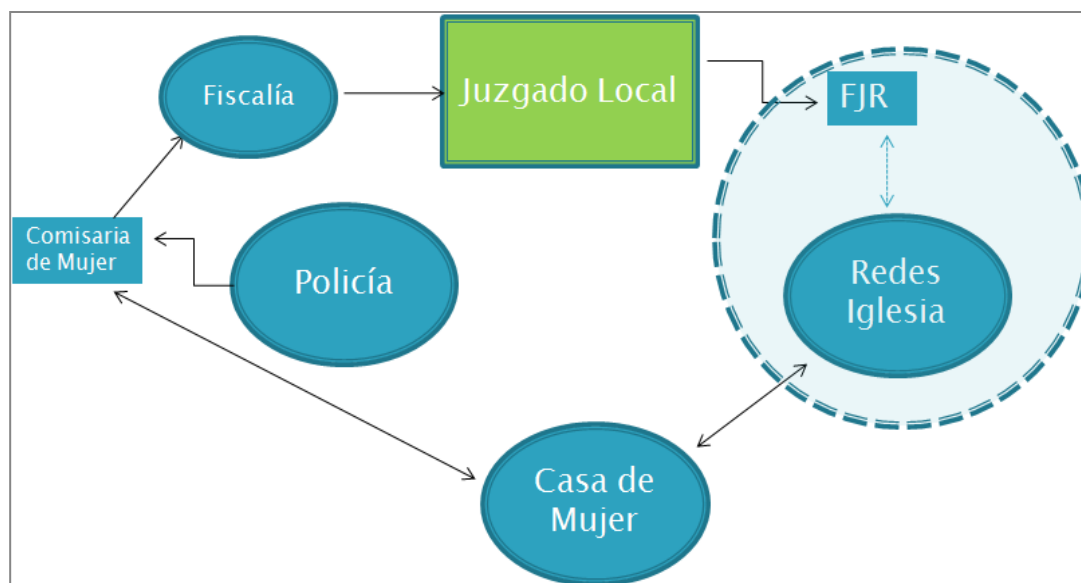 Fiscalía
Juzgado Local
FJR
Comisaria
de Mujer
Policía
Redes
Iglesia
Casa de
Mujer